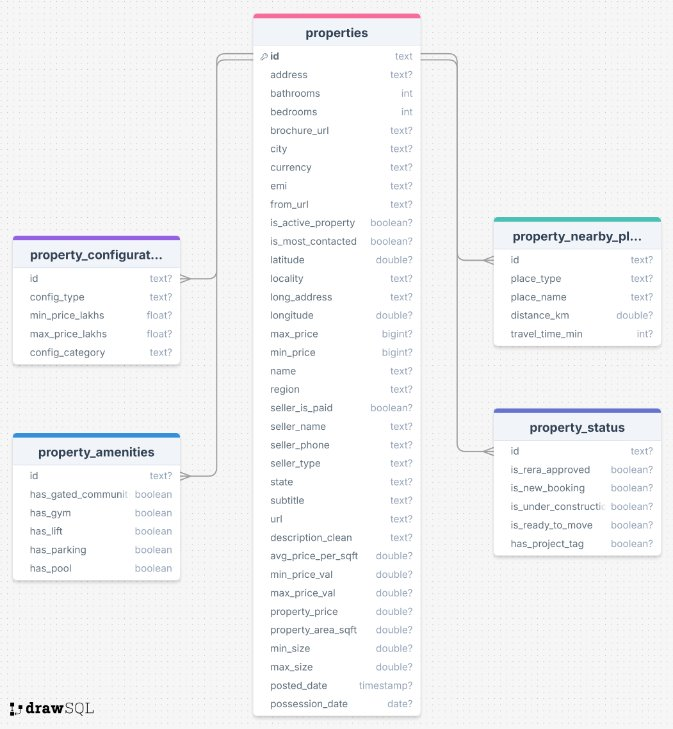 properties
id text
address text?
bathrooms int
bedrooms int
brochure_url text?
city text?
currency text?
emi text?
from_url text?
is_active_property boolean?
is_most_contacted boolean?
latitude double?
locality text?
long_address text?
longitude double?
max_price bigint?
min_price bigint?
name text?
region text?
seller_is_paid boolean?
seller_name text?
seller_phone text?
seller_type text?
state text?
subtitle text?
url text?
description_clean text?
avg_price_per_sqft double?
min_price_val double?
max_price_val double?
property_price double?
property_area_sqft double?
min_size double?
max_size double?
posted_date timestamp?
possession_date date?
property_configurat...
id text?
config_type text?
min_price_lakhs float?
max_price_lakhs float?
config_category text?
property_amenities
id text?
has_gated_communit boolean
has_gym boolean
has_lift boolean
has_parking boolean
has_pool boolean
property_nearby_pl...
id text?
place_type text?
place_name text?
distance_km double?
travel_time_min int?
property_status
id text?
is_rera_approved boolean?
is_new_booking boolean?
is_under_constructi boolean?
is_ready_to_move boolean?
has_project_tag boolean?
drawSQL